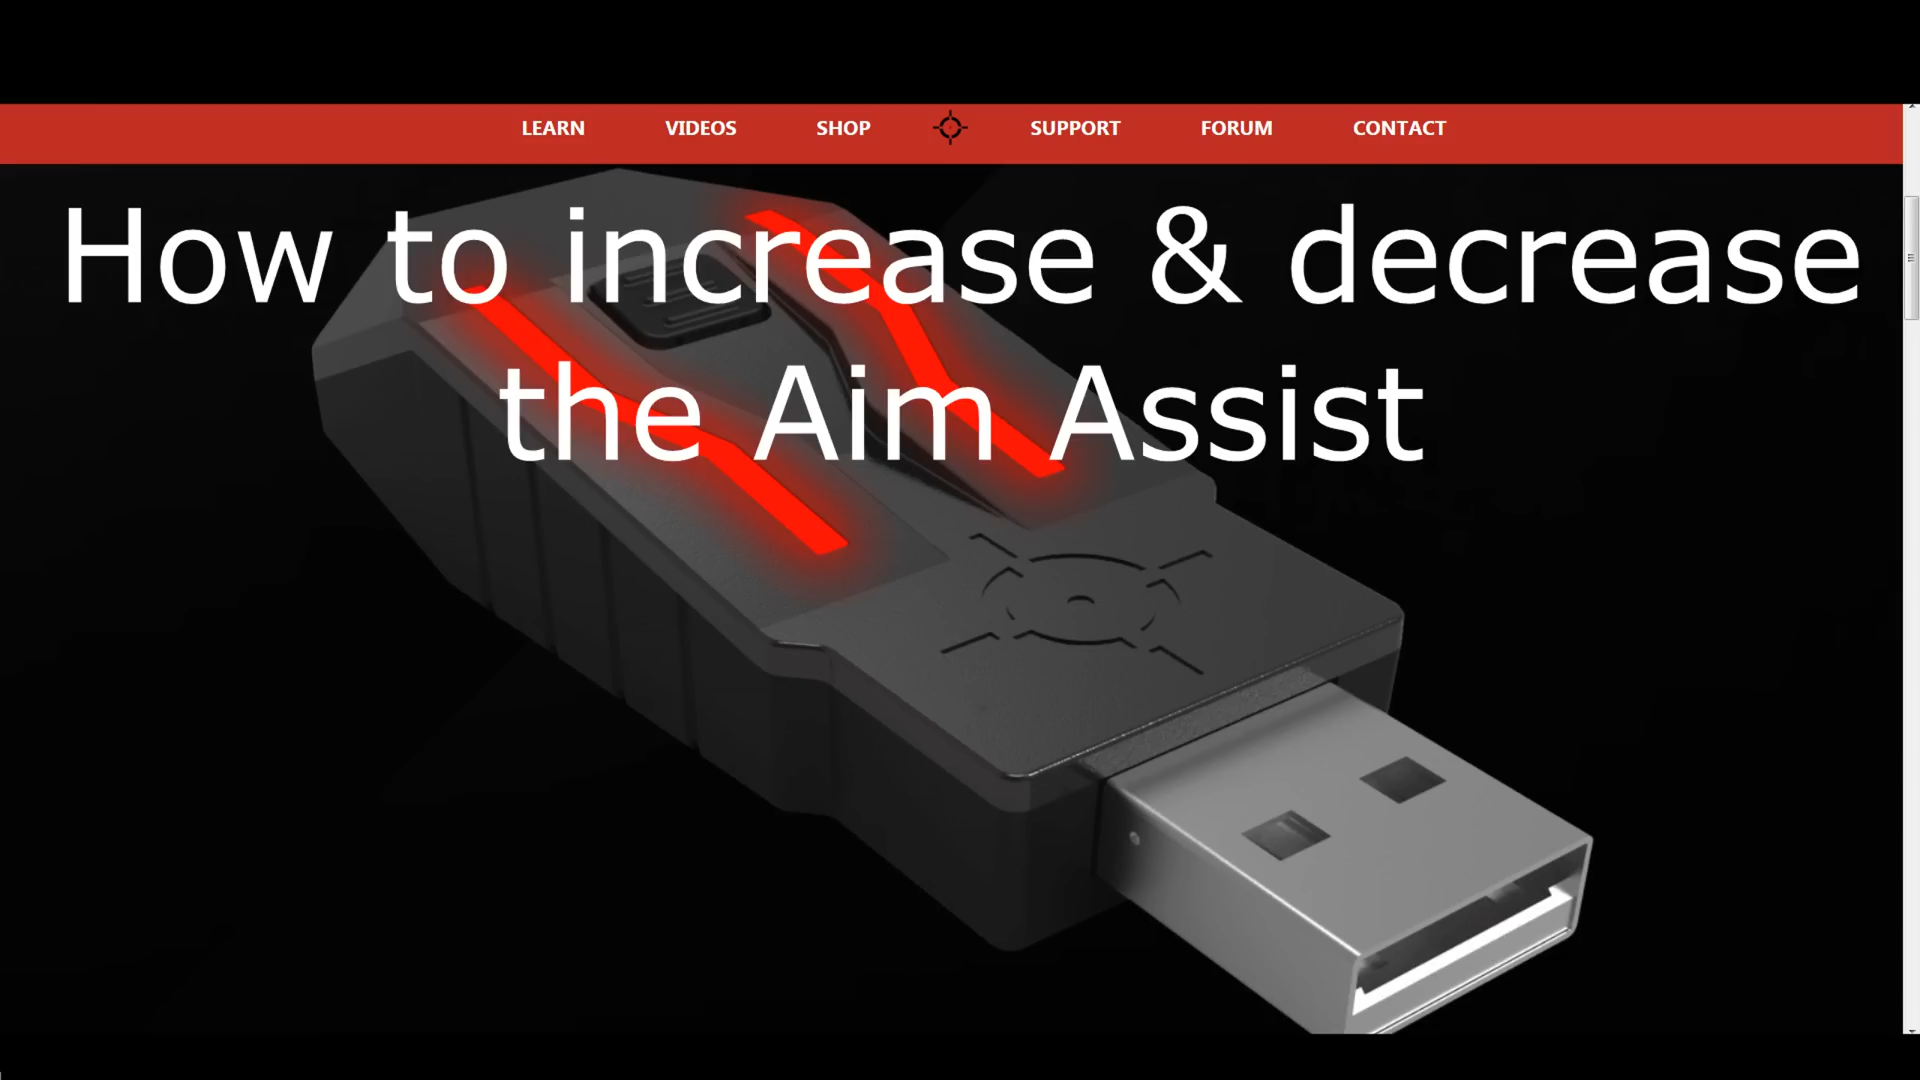 LEARN VIDEOS SHOP SUPPORT FORUM CONTACT
How to increase & decrease
the Aim Assist